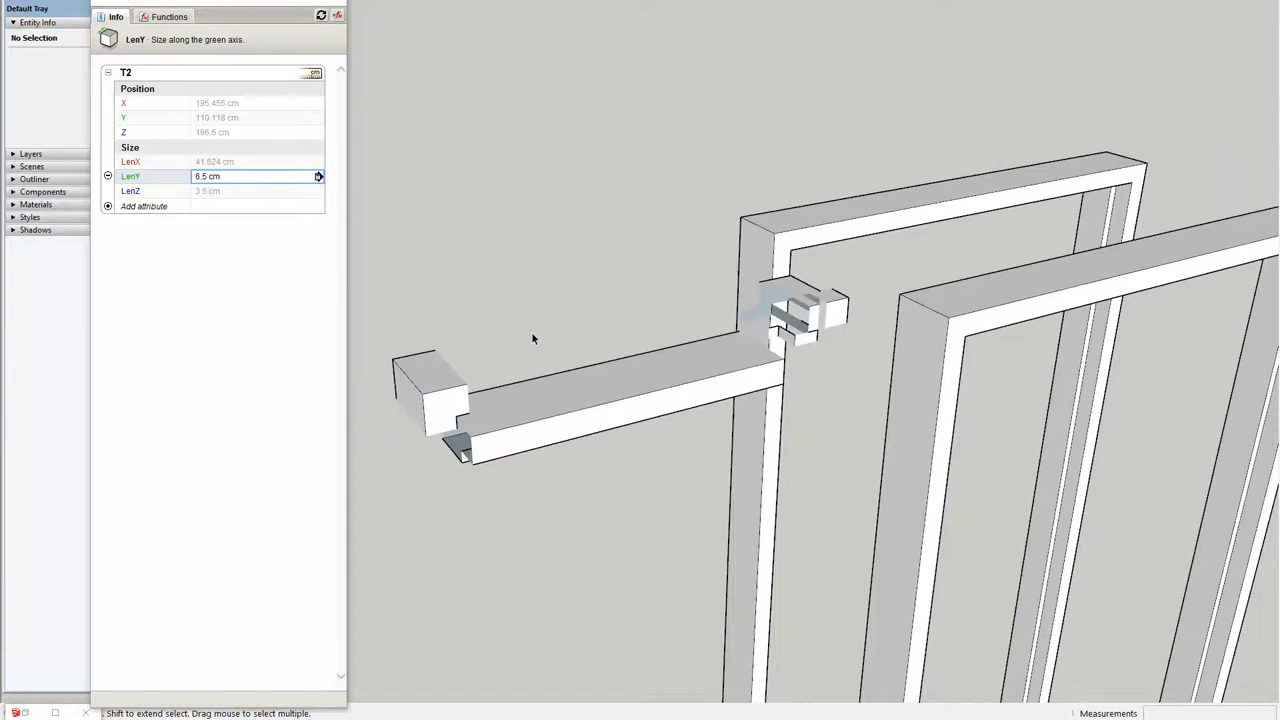 Default Tray
Entity Info
No Selection
Layers
Scenes
Outliner
Components
Materials
Styles
Shadows
Info
Functions
LenY - Size along the green axis.
T2
cm
Position
X 195.455 cm
Y 110.118 cm
Z 196.5 cm
Size
LenX 41.624 cm
LenY 6.5 cm
LenZ 3.5 cm
Add attribute
Shift to extend select. Drag mouse to select multiple.
Measurements